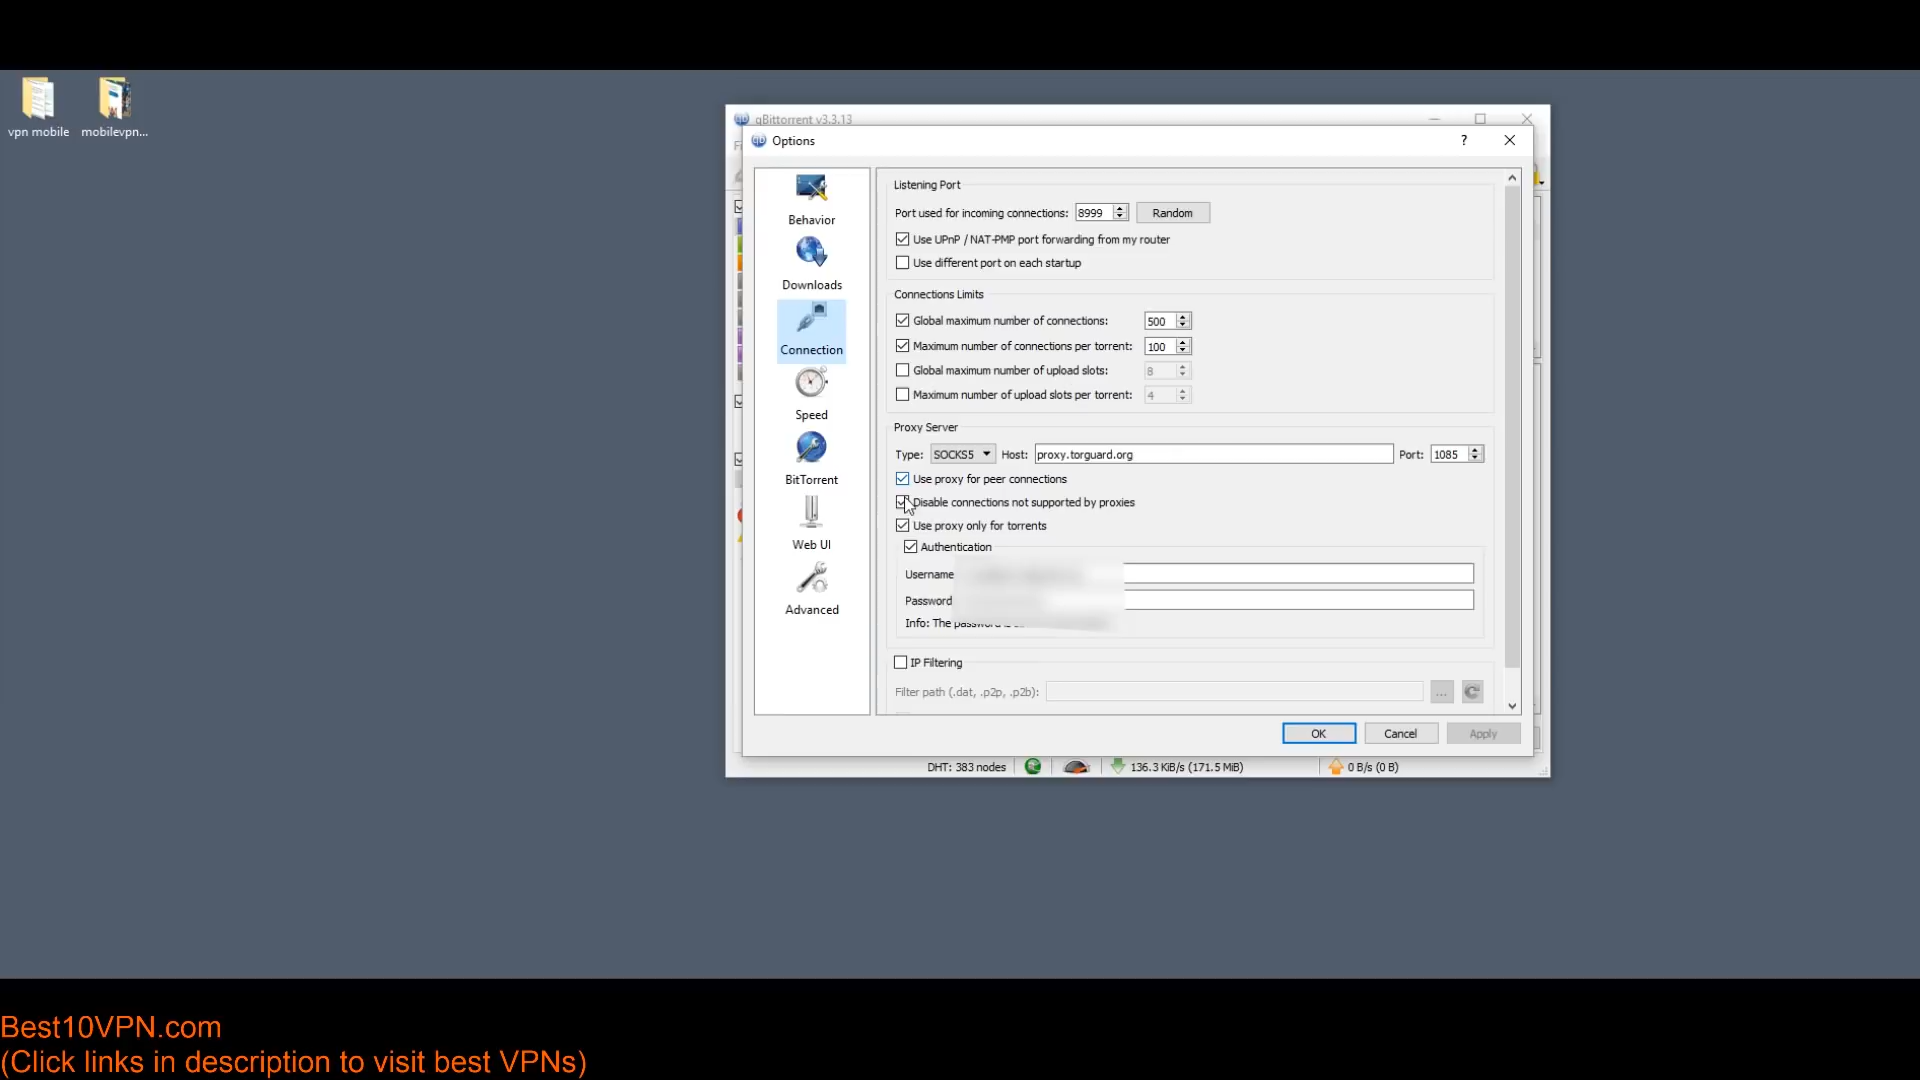 vpn mobile
mobilevpn...
qBittorrent v3.3.13
Options
?
Behavior
Downloads
Connection
Speed
BitTorrent
Web UI
Advanced
Listening Port
Port used for incoming connections: 8999 Random
Use UPnP / NAT-PMP port forwarding from my router
Use different port on each startup
Connections Limits
Global maximum number of connections: 500
Maximum number of connections per torrent: 100
Global maximum number of upload slots: 8
Maximum number of upload slots per torrent: 4
Proxy Server
Type: SOCKS5 Host: proxy.torguard.org Port: 1085
Use proxy for peer connections
Disable connections not supported by proxies
Use proxy only for torrents
Authentication
Username
Password
Info: The password is
IP Filtering
Filter path (.dat, .p2p, .p2b): ...
OK Cancel Apply
DHT: 383 nodes 136.3 KiB/s (171.5 MiB) 0 B/s (0 B)
Best10VPN.com
(Click links in description to visit best VPNs)